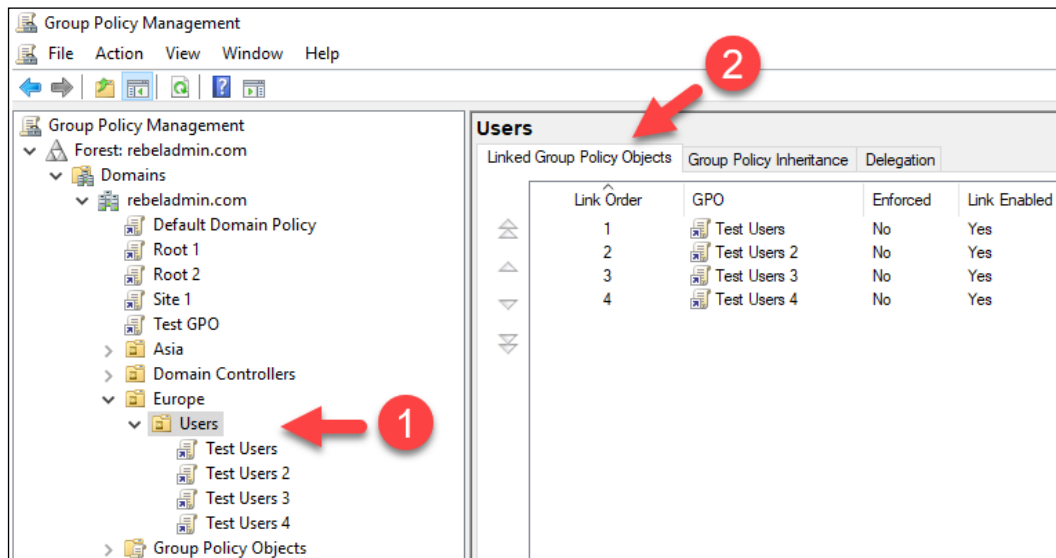 Group Policy Management
File Action View Window Help
2
Group Policy Management
Forest: rebeladmin.com
Domains
rebeladmin.com
Default Domain Policy
Root 1
Root 2
Site 1
Test GPO
Asia
Domain Controllers
Europe
Users
1
Test Users
Test Users 2
Test Users 3
Test Users 4
Group Policy Objects
Users
Linked Group Policy Objects Group Policy Inheritance Delegation
Link Order GPO Enforced Link Enabled
1 Test Users No Yes
2 Test Users 2 No Yes
3 Test Users 3 No Yes
4 Test Users 4 No Yes